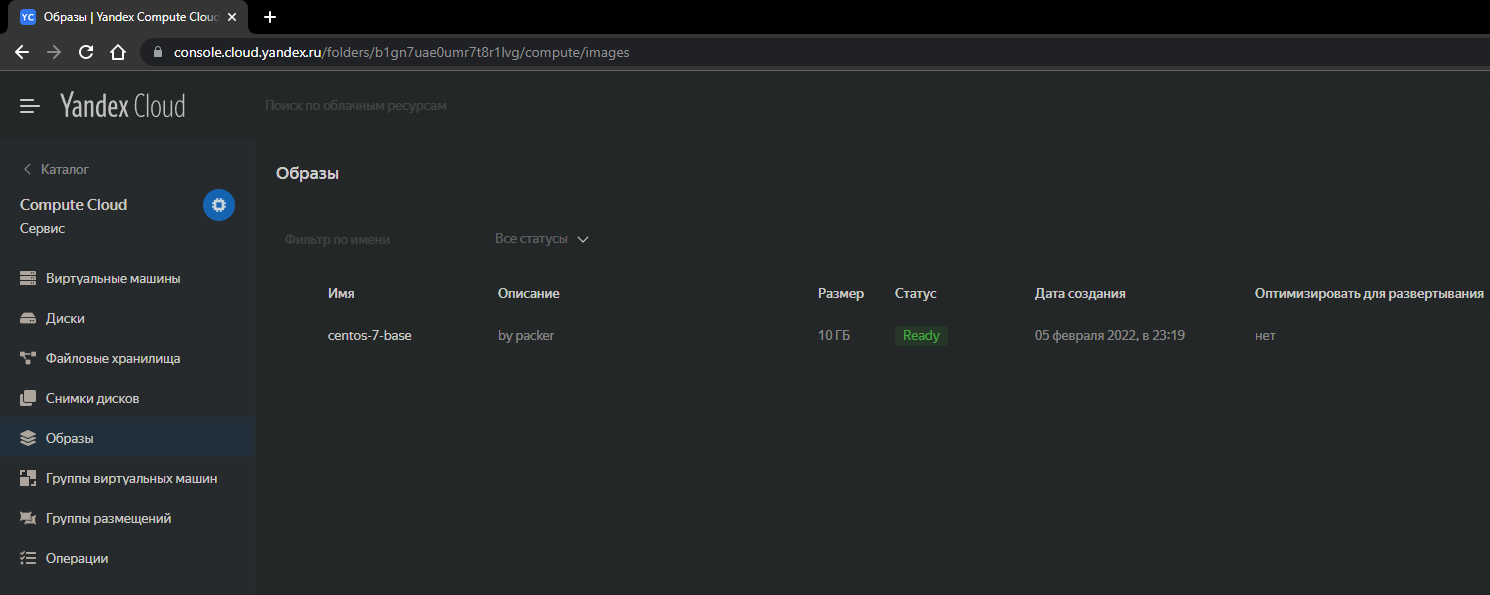 YC Образы | Yandex Compute Cloud
console.cloud.yandex.ru/folders/b1gn7uae0umr7t8r1lvg/compute/images
Yandex Cloud
Поиск по облачным ресурсам
Каталог
Compute Cloud
Сервис
Виртуальные машины
Диски
Файловые хранилища
Снимки дисков
Образы
Группы виртуальных машин
Группы размещений
Операции
Образы
Фильтр по имени
Все статусы
Имя Описание Размер Статус Дата создания Оптимизировать для развертывания
centos-7-base by packer 10 ГБ Ready 05 февраля 2022, в 23:19 нет